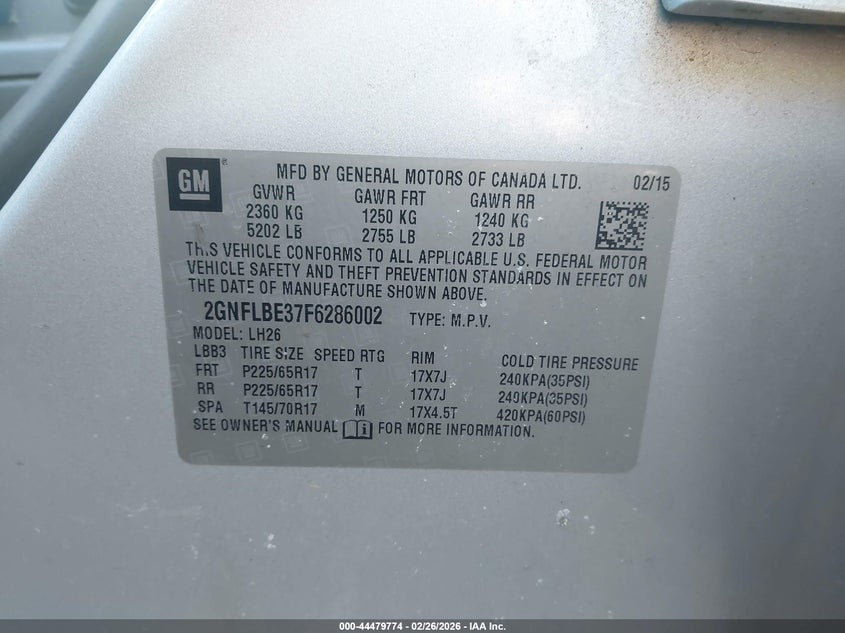 GM ®
MFD BY GENERAL MOTORS OF CANADA LTD. 02/15
GVWR GAWR FRT GAWR RR
2360 KG 1250 KG 1240 KG
5202 LB 2755 LB 2733 LB
THIS VEHICLE CONFORMS TO ALL APPLICABLE U.S. FEDERAL MOTOR
VEHICLE SAFETY AND THEFT PREVENTION STANDARDS IN EFFECT ON
THE DATE OF MANUFACTURE SHOWN ABOVE.
2GNFLBE37F6286002 TYPE: M.P.V.
MODEL: LH26
LBB3 TIRE SIZE SPEED RTG RIM COLD TIRE PRESSURE
FRT P225/65R17 T 17X7J 240KPA(35PSI)
RR P225/65R17 T 17X7J 240KPA(35PSI)
SPA T145/70R17 M 17X4.5T 420KPA(60PSI)
SEE OWNER'S MANUAL i FOR MORE INFORMATION.
000-44479774 - 02/26/2026 - IAA Inc.